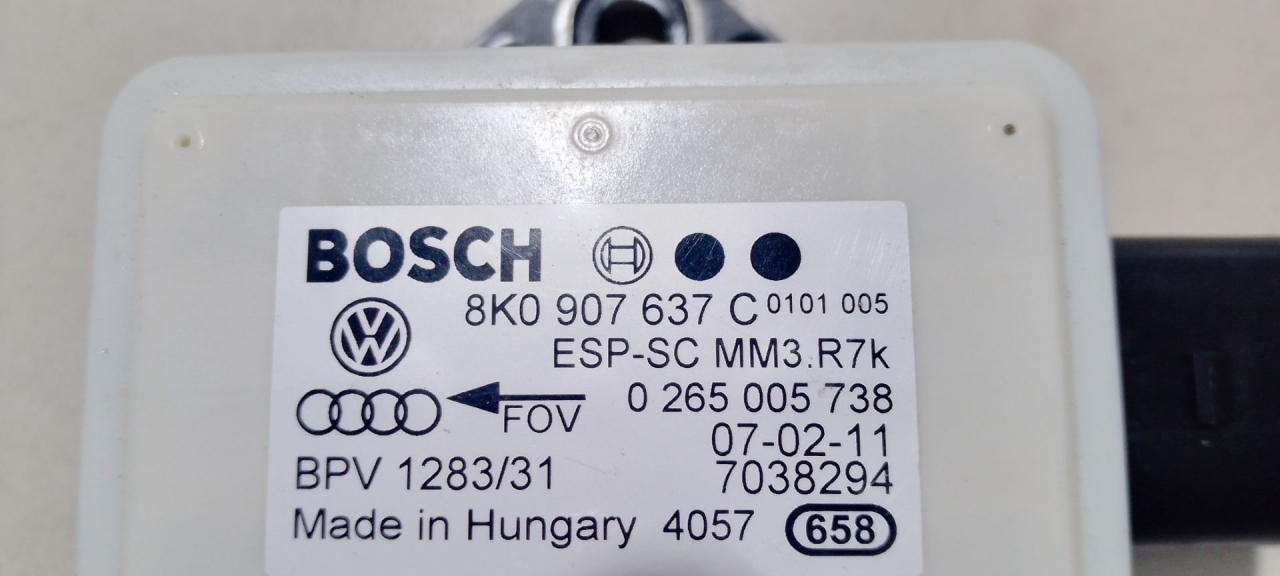 BOSCH
8K0 907 637 C 0101 005
ESP-SC MM3.R7k
0 265 005 738
FOV
07-02-11
BPV 1283/31 7038294
Made in Hungary 4057 658